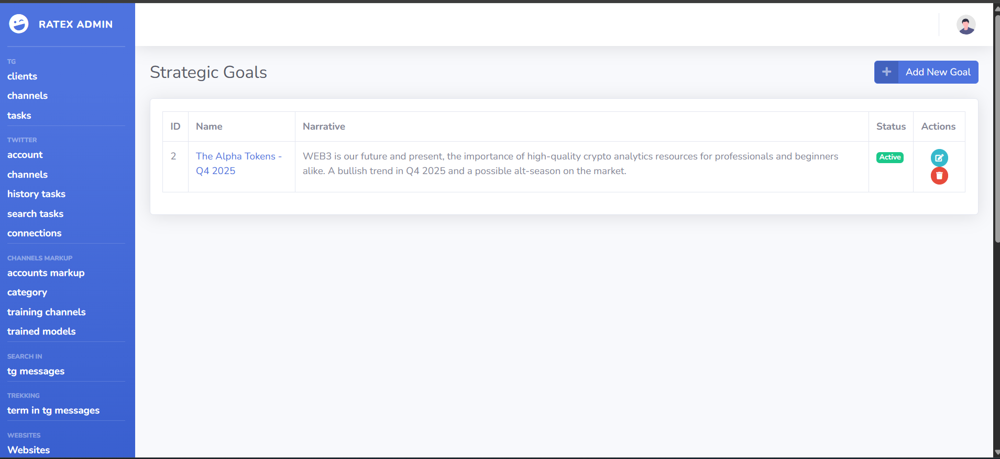 RATEX ADMIN
TG
clients
channels
tasks
TWITTER
account
channels
history tasks
search tasks
connections
CHANNELS MARKUP
accounts markup
category
training channels
trained models
SEARCH IN
tg messages
TREKKING
term in tg messages
WEBSITES
Websites
Strategic Goals
Add New Goal
ID Name Narrative Status Actions
2 The Alpha Tokens - WEB3 is our future and present, the importance of high-quality crypto analytics resources for professionals and beginners Active
Q4 2025 alike. A bullish trend in Q4 2025 and a possible alt-season on the market.